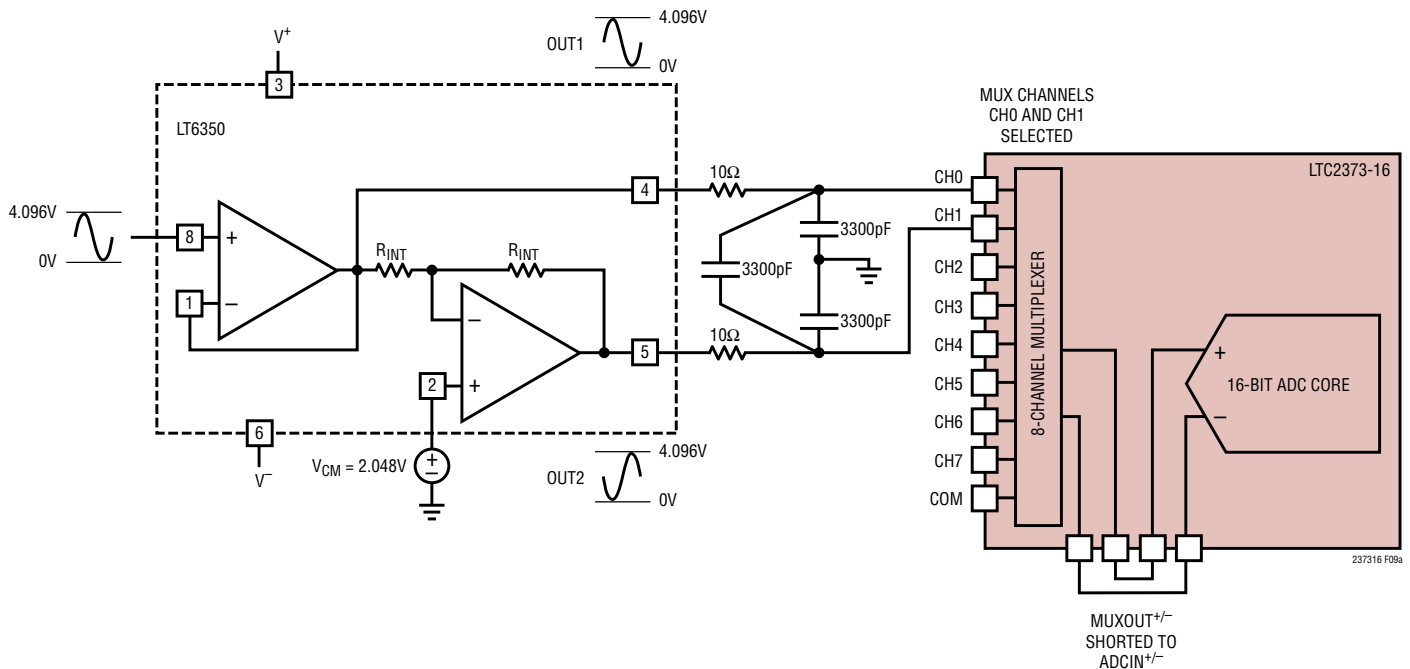 4.096V
OUT1
0V
V+
3
LT6350
MUX CHANNELS
CH0 AND CH1
SELECTED
LTC2373-16
4.096V
0V
8
+
1
–
RINT
RINT
–
2
+
4
5
10Ω
10Ω
3300pF
3300pF
3300pF
CH0
CH1
CH2
CH3
CH4
CH5
CH6
CH7
COM
8-CHANNEL MULTIPLEXER
+
16-BIT ADC CORE
–
6
V–
VCM = 2.048V
+
–
OUT2
4.096V
0V
237316 F09a
MUXOUT+/–
SHORTED TO
ADCIN+/–